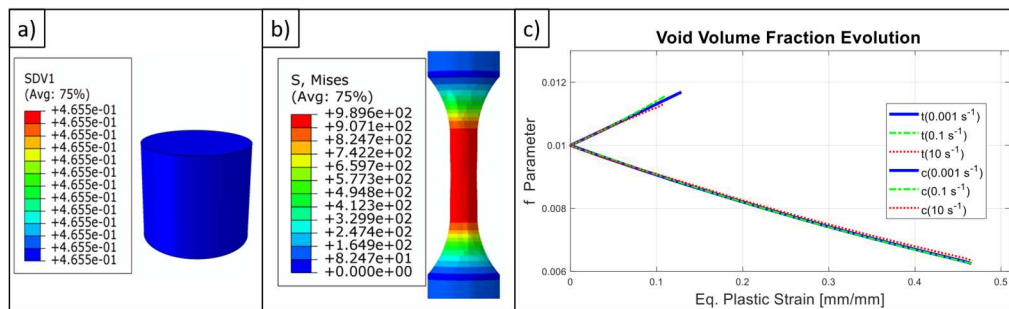 a)
SDV1
(Avg: 75%)
+4.655e-01
+4.655e-01
+4.655e-01
+4.655e-01
+4.655e-01
+4.655e-01
+4.655e-01
+4.655e-01
+4.655e-01
+4.655e-01
+4.655e-01
+4.655e-01
+4.655e-01
b)
S, Mises
(Avg: 75%)
+9.896e+02
+9.071e+02
+8.247e+02
+7.422e+02
+6.597e+02
+5.773e+02
+4.948e+02
+4.123e+02
+3.299e+02
+2.474e+02
+1.649e+02
+8.247e+01
+0.000e+00
c)
Void Volume Fraction Evolution
f Parameter
0.012
0.01
0.008
0.006
0
0.1
0.2
0.3
0.4
0.5
Eq. Plastic Strain [mm/mm]
t(0.001 s⁻¹)
t(0.1 s⁻¹)
t(10 s⁻¹)
c(0.001 s⁻¹)
c(0.1 s⁻¹)
c(10 s⁻¹)